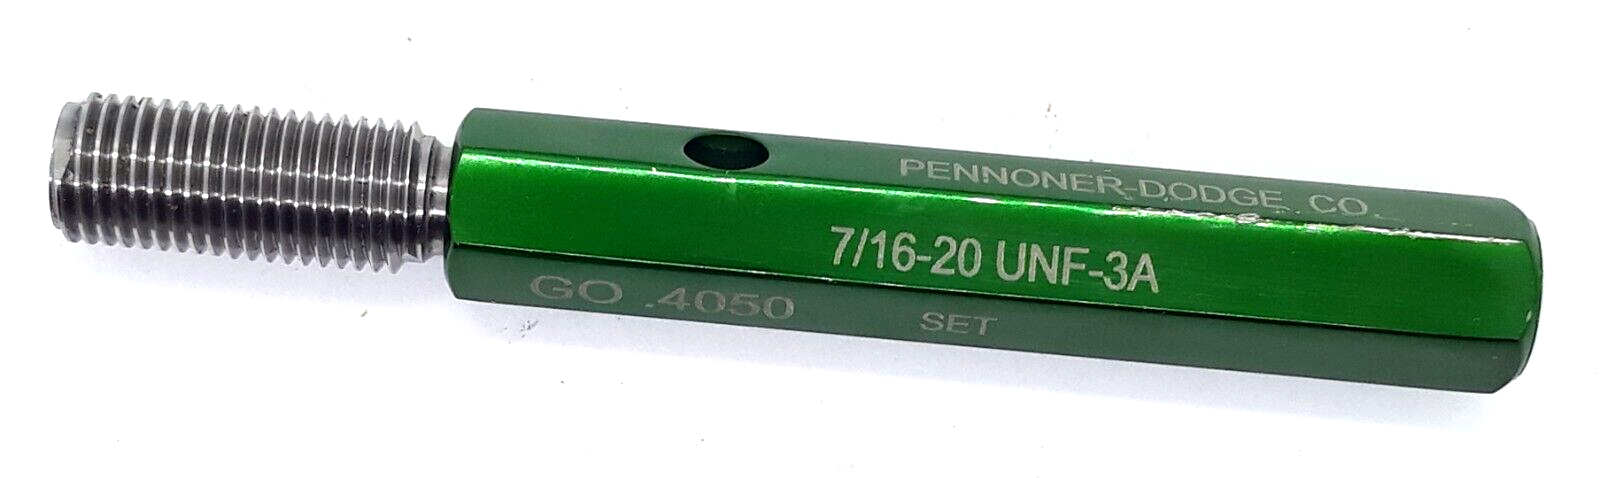 PENNONER-DODGE CO.
7/16-20 UNF-3A
GO .4050 SET